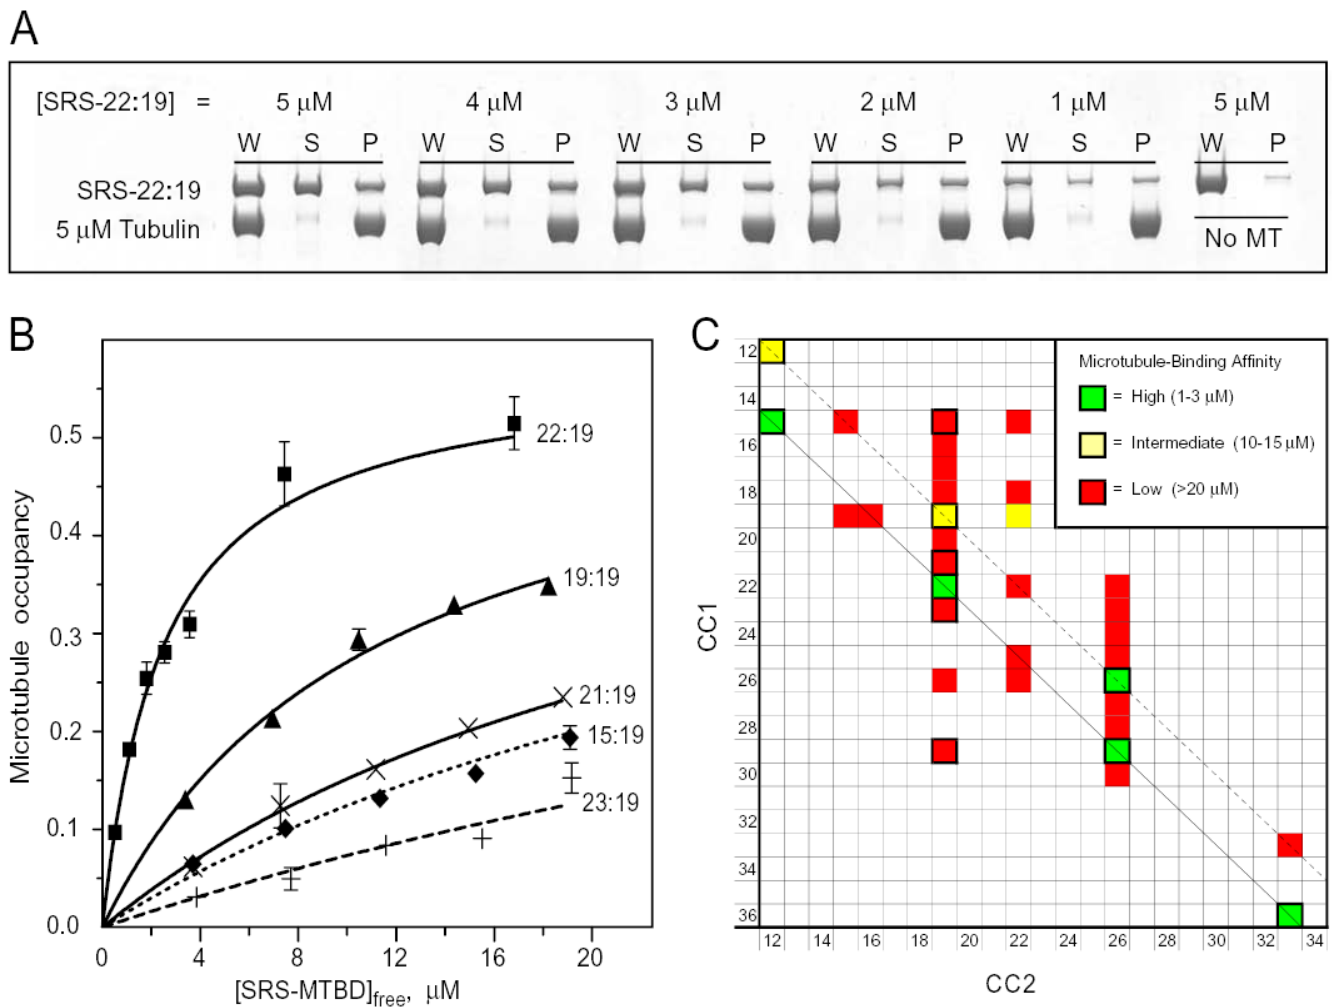 A
[SRS-22:19] = 5 µM 4 µM 3 µM 2 µM 1 µM 5 µM
W S P W S P W S P W S P W S P W P
SRS-22:19
5 µM Tubulin
No MT
B
Microtubule occupancy
0.5
0.4
0.3
0.2
0.1
0.0
22:19
19:19
21:19
15:19
23:19
0 4 8 12 16 20
[SRS-MTBD]free, µM
C
CC1
12
14
16
18
20
22
24
26
28
30
32
34
36
Microtubule-Binding Affinity
= High (1-3 µM)
= Intermediate (10-15 µM)
= Low (>20 µM)
12 14 16 18 20 22 26 28 30 32 34
CC2